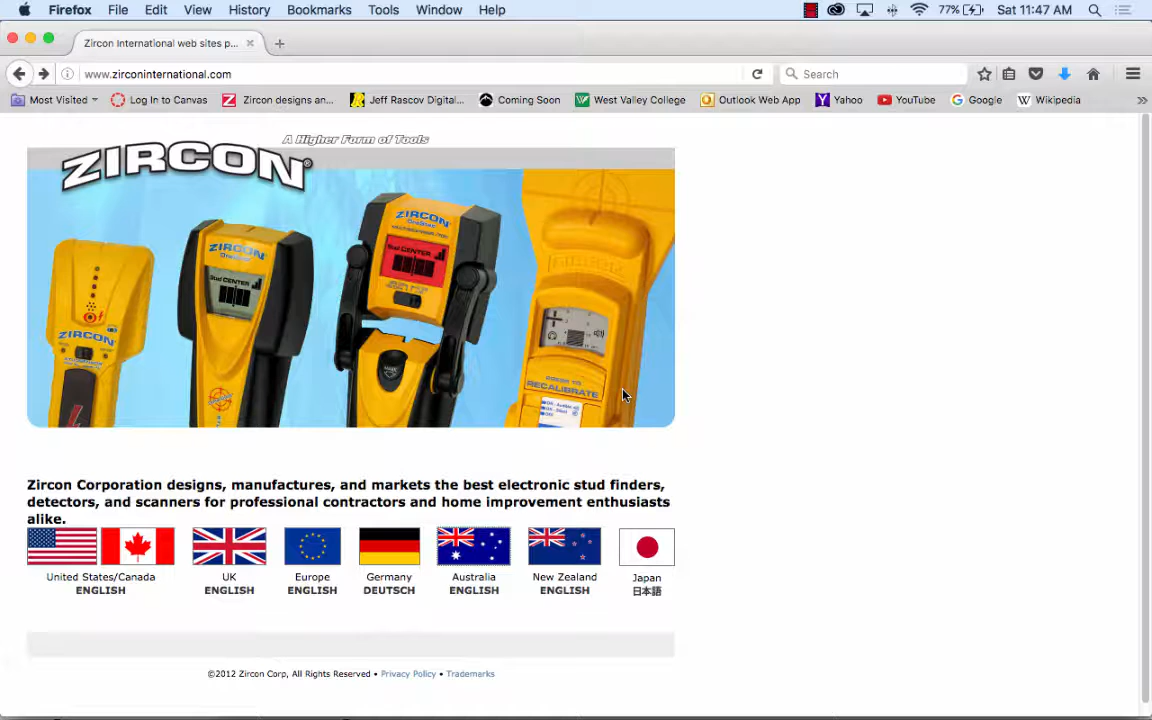 Firefox File Edit View History Bookmarks Tools Window Help 77% Sat 11:47 AM
Zircon International web sites p...
www.zirconinternational.com Search
Most Visited Log In to Canvas Zircon designs an... Jeff Rascov Digital... Coming Soon West Valley College Outlook Web App Yahoo YouTube Google Wikipedia
A Higher Form of Tools
ZIRCON®
ZIRCON
Stud CENTER
ZIRCON
Stud CENTER
ZIRCON
PRESS TO
RECALIBRATE
Zircon Corporation designs, manufactures, and markets the best electronic stud finders,
detectors, and scanners for professional contractors and home improvement enthusiasts
alike.
United States/Canada UK Europe Germany Australia New Zealand Japan
ENGLISH ENGLISH ENGLISH DEUTSCH ENGLISH ENGLISH 日本語
©2012 Zircon Corp, All Rights Reserved • Privacy Policy • Trademarks